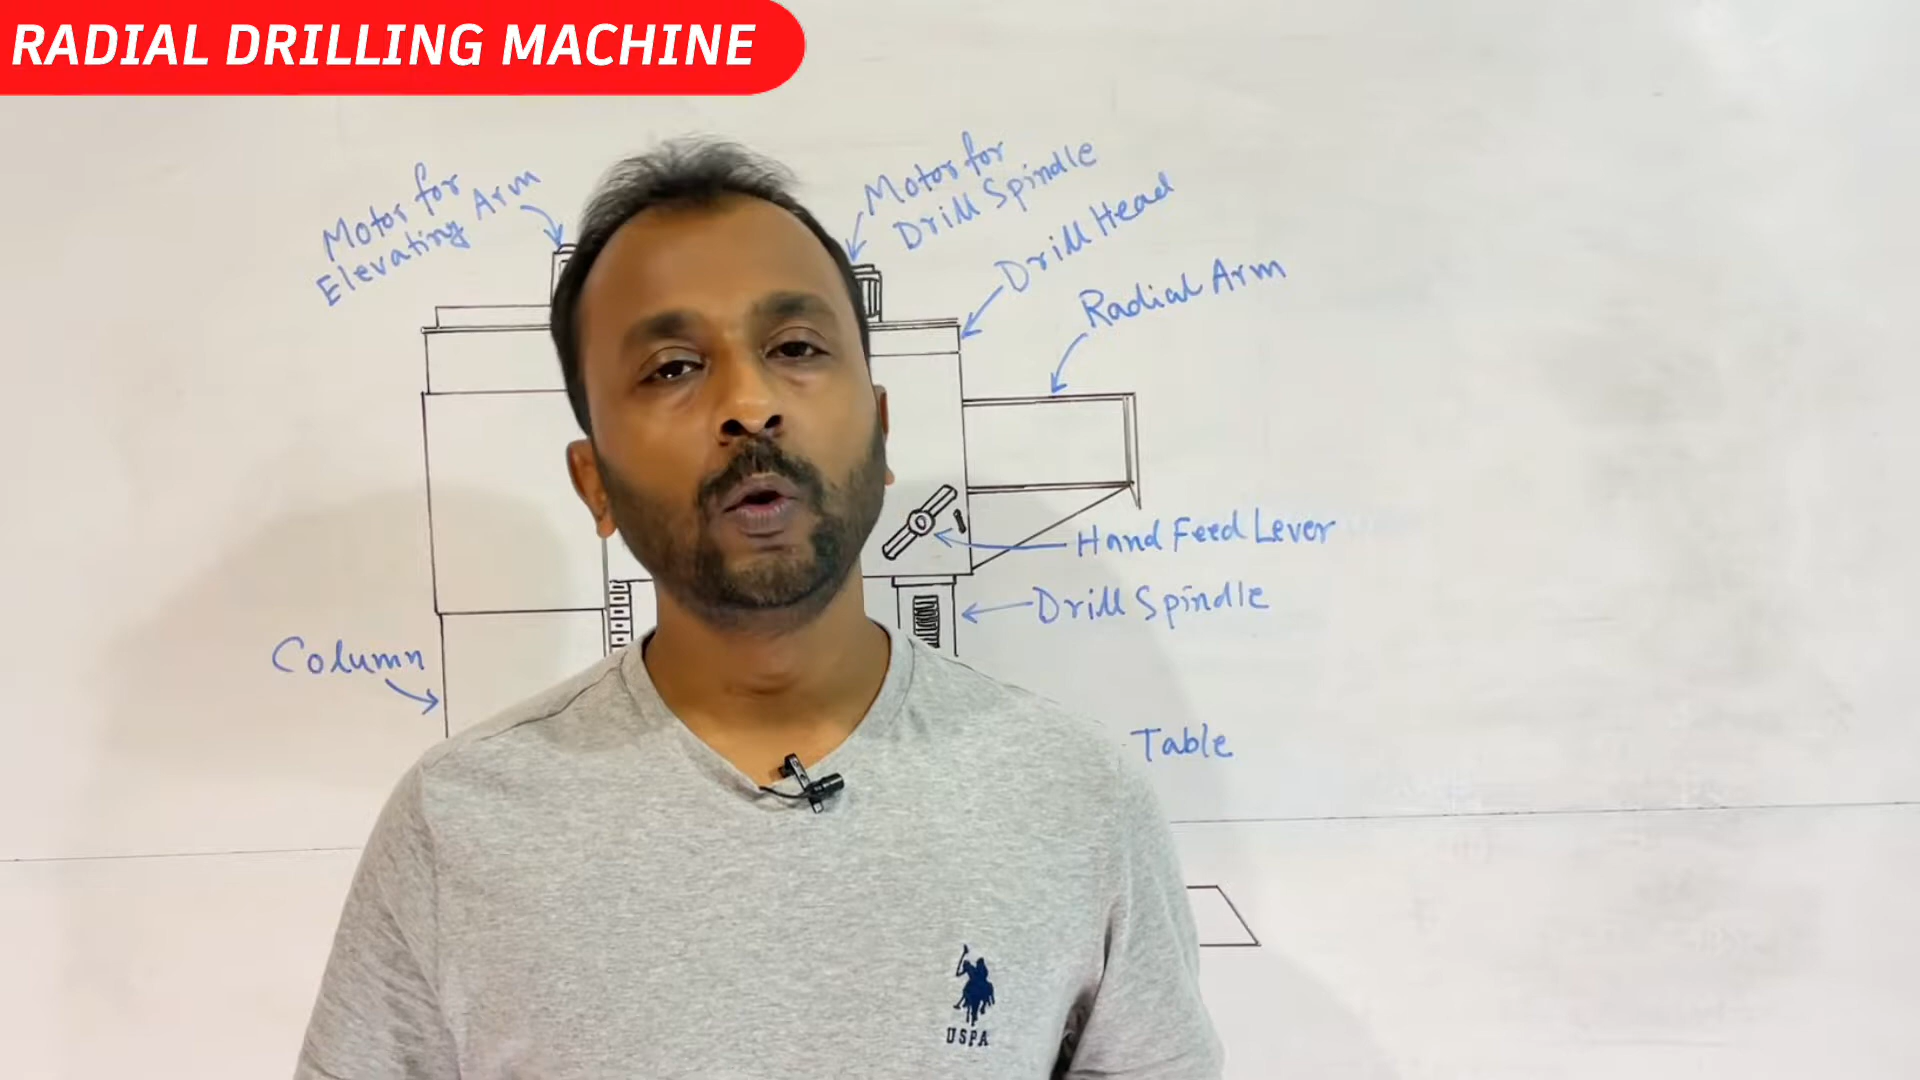 RADIAL DRILLING MACHINE
Motor for
Elevating Arm
Motor for
Drill Spindle
Drill Head
Radial Arm
Hand Feed Lever
Drill Spindle
Column
Table
USPA